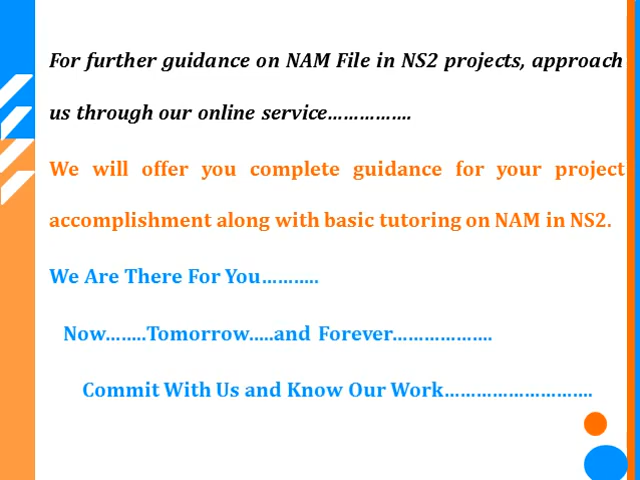 For further guidance on NAM File in NS2 projects, approach
us through our online service…………….
We will offer you complete guidance for your project
accomplishment along with basic tutoring on NAM in NS2.
We Are There For You………..
Now……..Tomorrow…..and Forever……………….
Commit With Us and Know Our Work……………………….